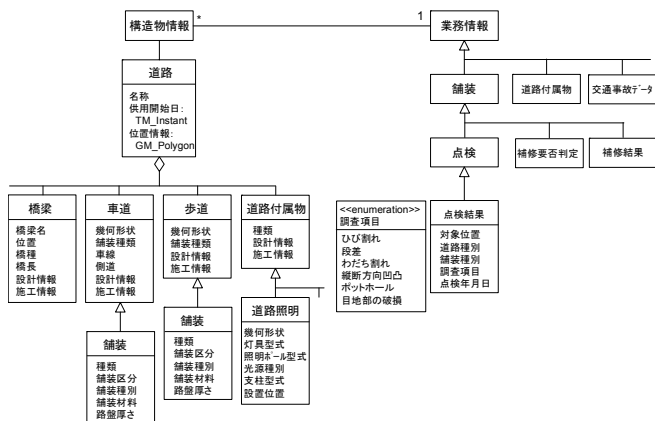 構造物情報
*
1
業務情報
道路
名称
供用開始日:
TM_Instant
位置情報:
GM_Polygon
舗装
道路付属物
交通事故データ
点検
補修要否判定
補修結果
橋梁
橋梁名
位置
橋種
橋長
設計情報
施工情報
車道
幾何形状
舗装種類
車線
側道
設計情報
施工情報
歩道
幾何形状
舗装種類
設計情報
施工情報
道路付属物
種類
設計情報
施工情報
<<enumeration>>
調査項目
ひび割れ
段差
わだち割れ
縦断方向凹凸
ポットホール
目地部の破損
点検結果
対象位置
道路種別
舗装種別
調査項目
点検年月日
舗装
種類
舗装区分
舗装種別
舗装材料
路盤厚さ
舗装
種類
舗装区分
舗装種別
舗装材料
路盤厚さ
道路照明
幾何形状
灯具型式
照明ポール型式
光源種別
支柱型式
設置位置